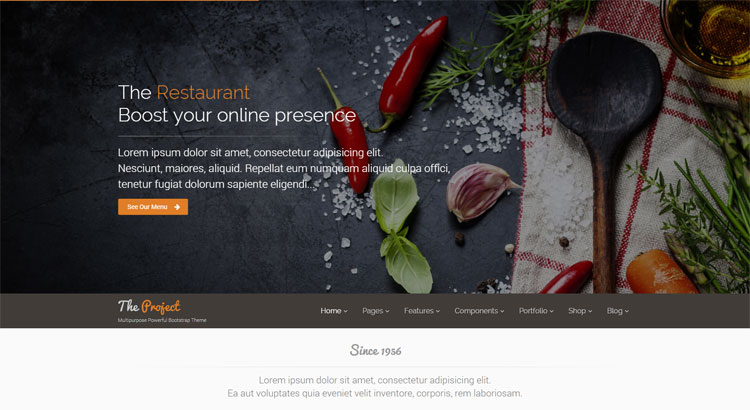 The Restaurant
Boost your online presence
Lorem ipsum dolor sit amet, consectetur adipisicing elit.
Nesciunt, maiores, aliquid. Repellat eum numquam aliquid culpa offici,
tenetur fugiat dolorum sapiente eligendi...
See Our Menu
The Project
Multipurpose Powerful Bootstrap Theme
Home Pages Features Components Portfolio Shop Blog
Since 1956
Lorem ipsum dolor sit amet, consectetur adipisicing elit.
Ea aut voluptates quia eveniet velit inventore, corporis, rem laboriosam.